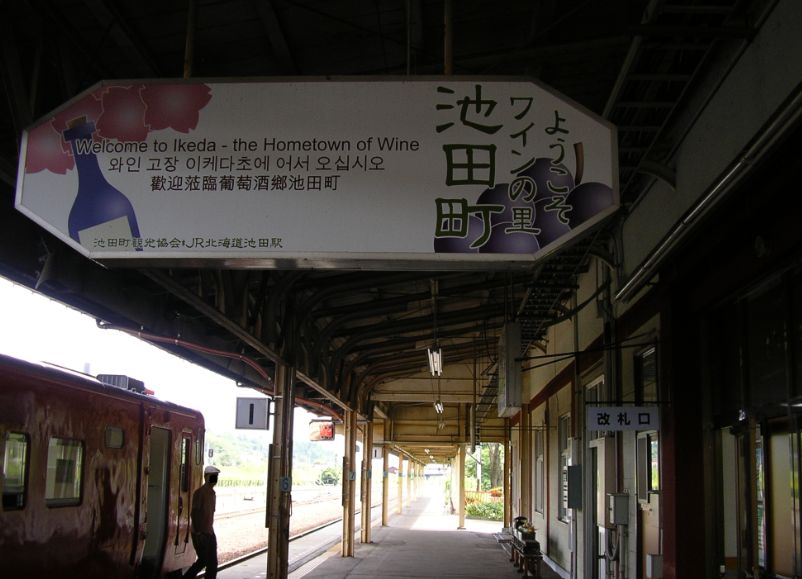 Welcome to Ikeda - the Hometown of Wine
와인 고장 이케다초에 어서 오십시오
歡迎蒞臨葡萄酒鄉池田町
池田町観光協会 JR北海道池田駅
ようこそ
ワインの里
池田町
1
改札口